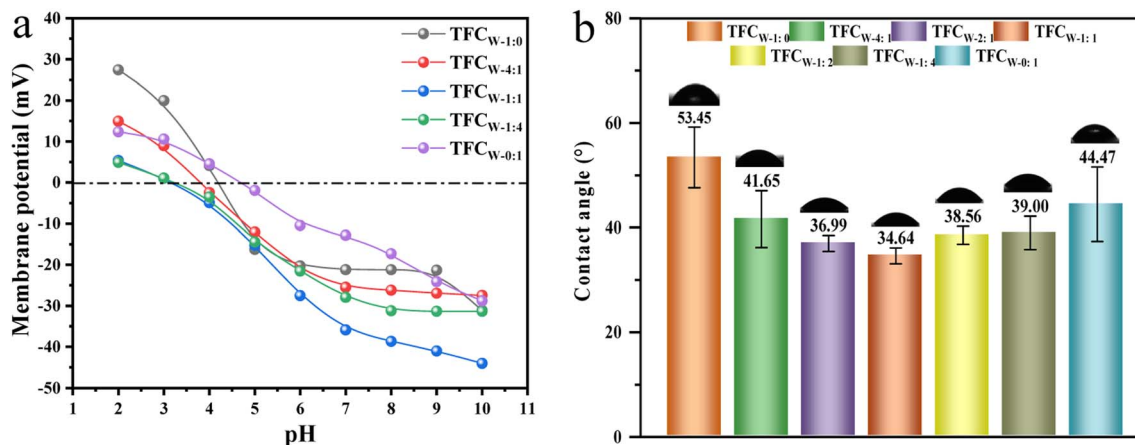 a
Membrane potential (mV)
40
30
20
10
0
-10
-20
-30
-40
-50
1 2 3 4 5 6 7 8 9 10 11
pH
TFCW-1:0
TFCW-4:1
TFCW-1:1
TFCW-1:4
TFCW-0:1
b
Contact angle (°)
80
60
40
20
0
TFCW-1: 0 TFCW-4: 1 TFCW-2: 1 TFCW-1: 1
TFCW-1: 2 TFCW-1: 4 TFCW-0: 1
53.45
41.65
36.99
34.64
38.56
39.00
44.47